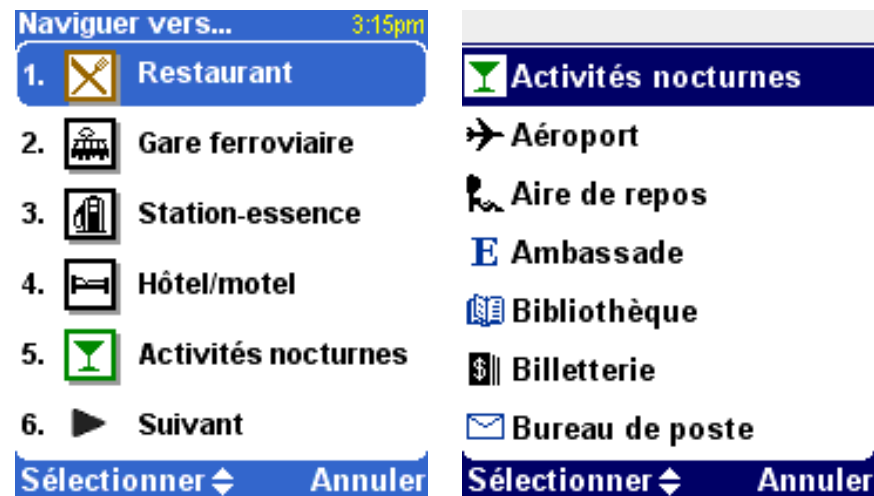 Naviguer vers... 3:15pm
1. Restaurant
2. Gare ferroviaire
3. Station-essence
4. Hôtel/motel
5. Activités nocturnes
6. Suivant
Sélectionner Annuler
Activités nocturnes
Aéroport
Aire de repos
E Ambassade
Bibliothèque
$ Billetterie
Bureau de poste
Sélectionner Annuler